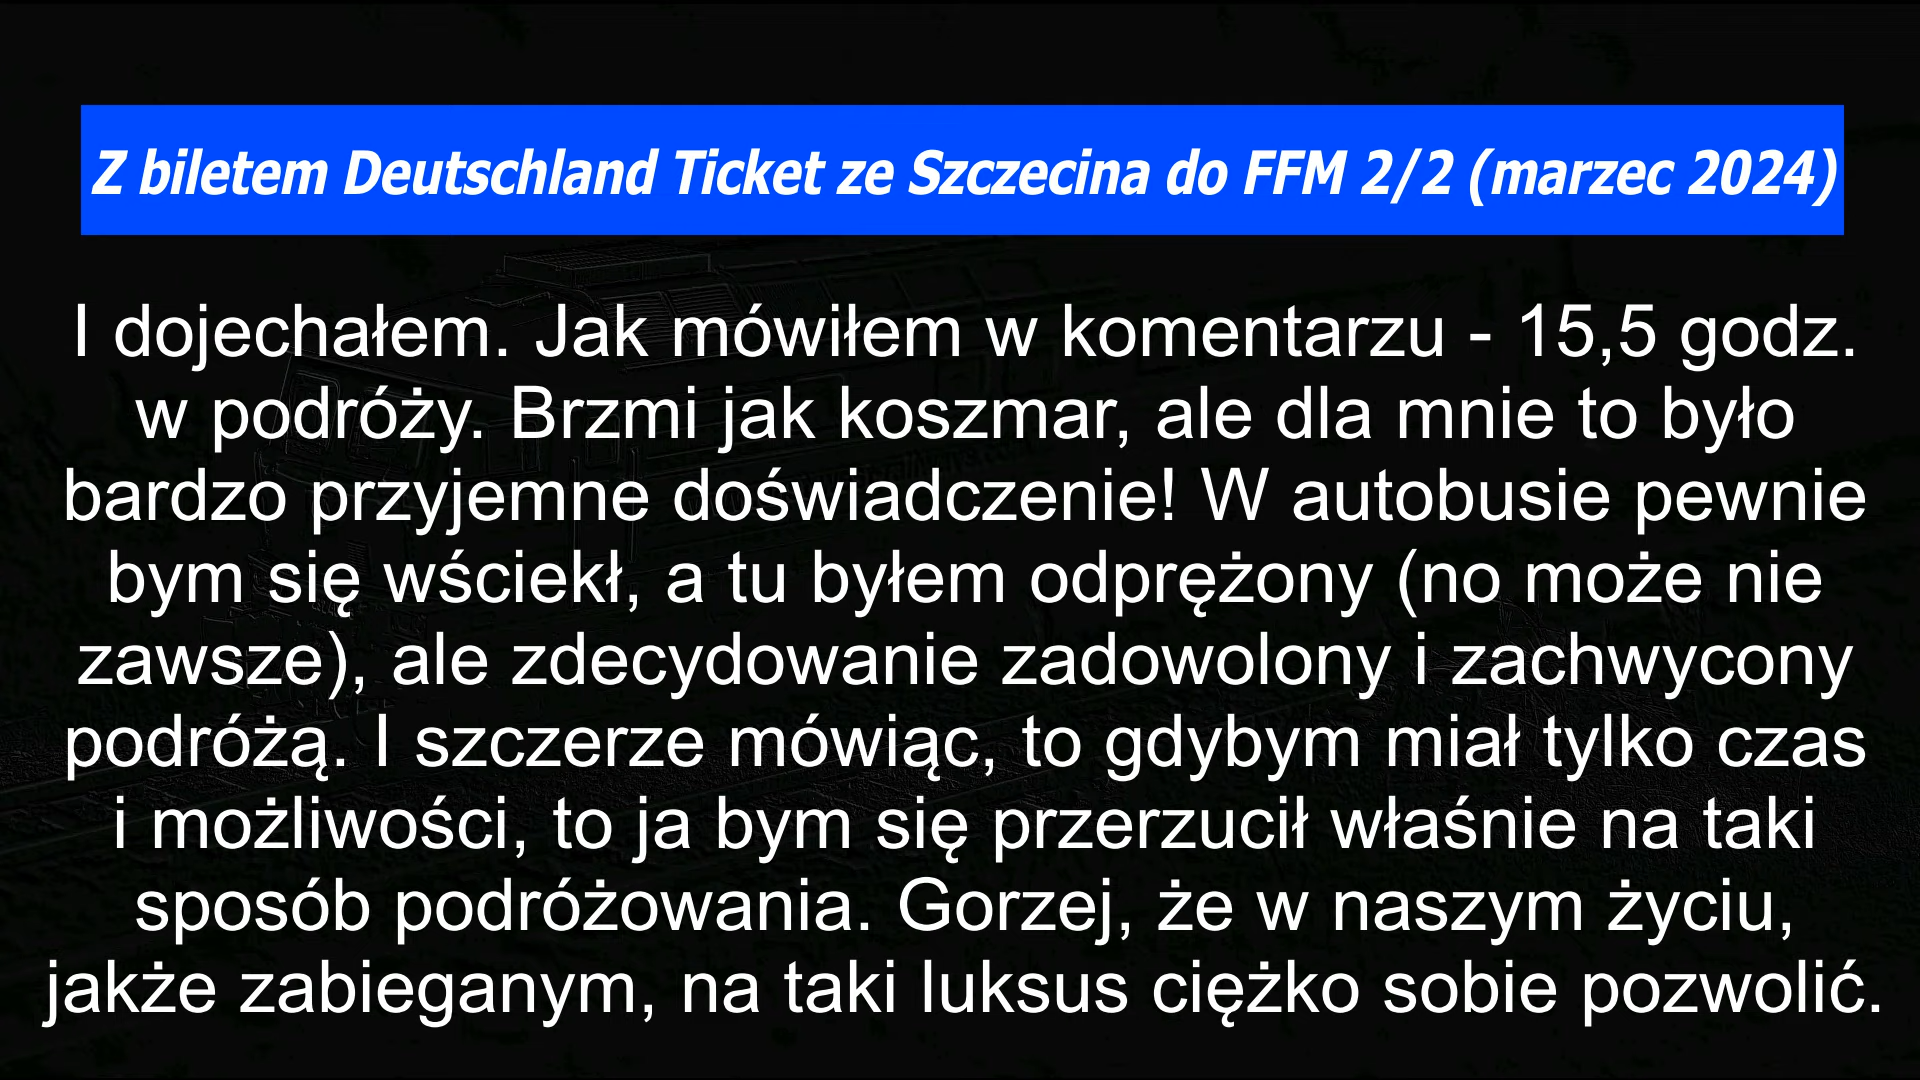 Z biletem Deutschland Ticket ze Szczecina do FFM 2/2 (marzec 2024)
I dojechałem. Jak mówiłem w komentarzu - 15,5 godz.
w podróży. Brzmi jak koszmar, ale dla mnie to było
bardzo przyjemne doświadczenie! W autobusie pewnie
bym się wściekł, a tu byłem odprężony (no może nie
zawsze), ale zdecydowanie zadowolony i zachwycony
podróżą. I szczerze mówiąc, to gdybym miał tylko czas
i możliwości, to ja bym się przerzucił właśnie na taki
sposób podróżowania. Gorzej, że w naszym życiu,
jakże zabieganym, na taki luksus ciężko sobie pozwolić.